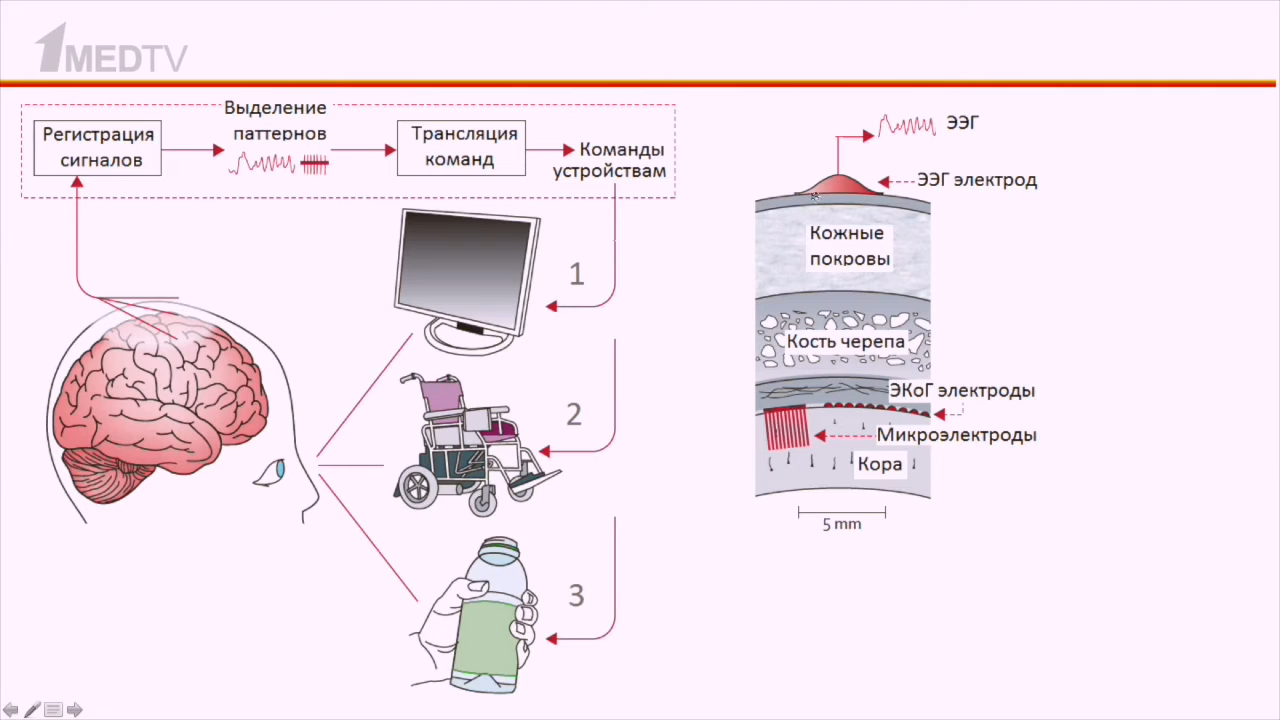 1MEDTV
Выделение
паттернов
Регистрация
сигналов
Трансляция
команд
Команды
устройствам
1
2
3
ЭЭГ
ЭЭГ электрод
Кожные
покровы
Кость черепа
ЭКоГ электроды
Микроэлектроды
Кора
5 mm